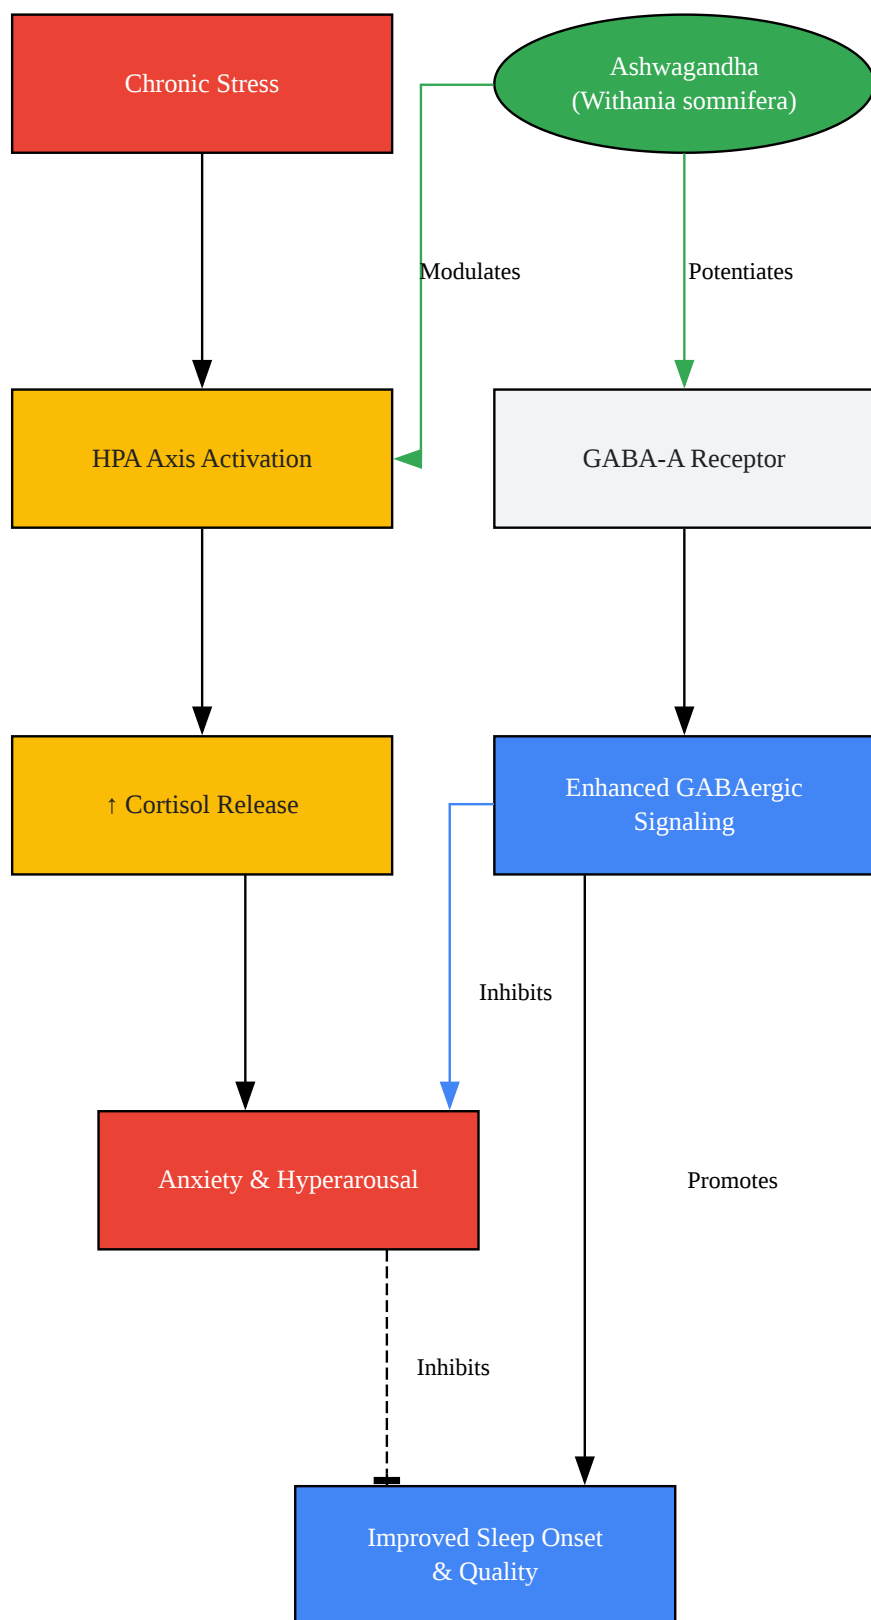 Chronic Stress
Ashwagandha
(Withania somnifera)
Modulates
Potentiates
HPA Axis Activation
GABA-A Receptor
↑ Cortisol Release
Enhanced GABAergic
Signaling
Inhibits
Anxiety & Hyperarousal
Promotes
Inhibits
Improved Sleep Onset
& Quality